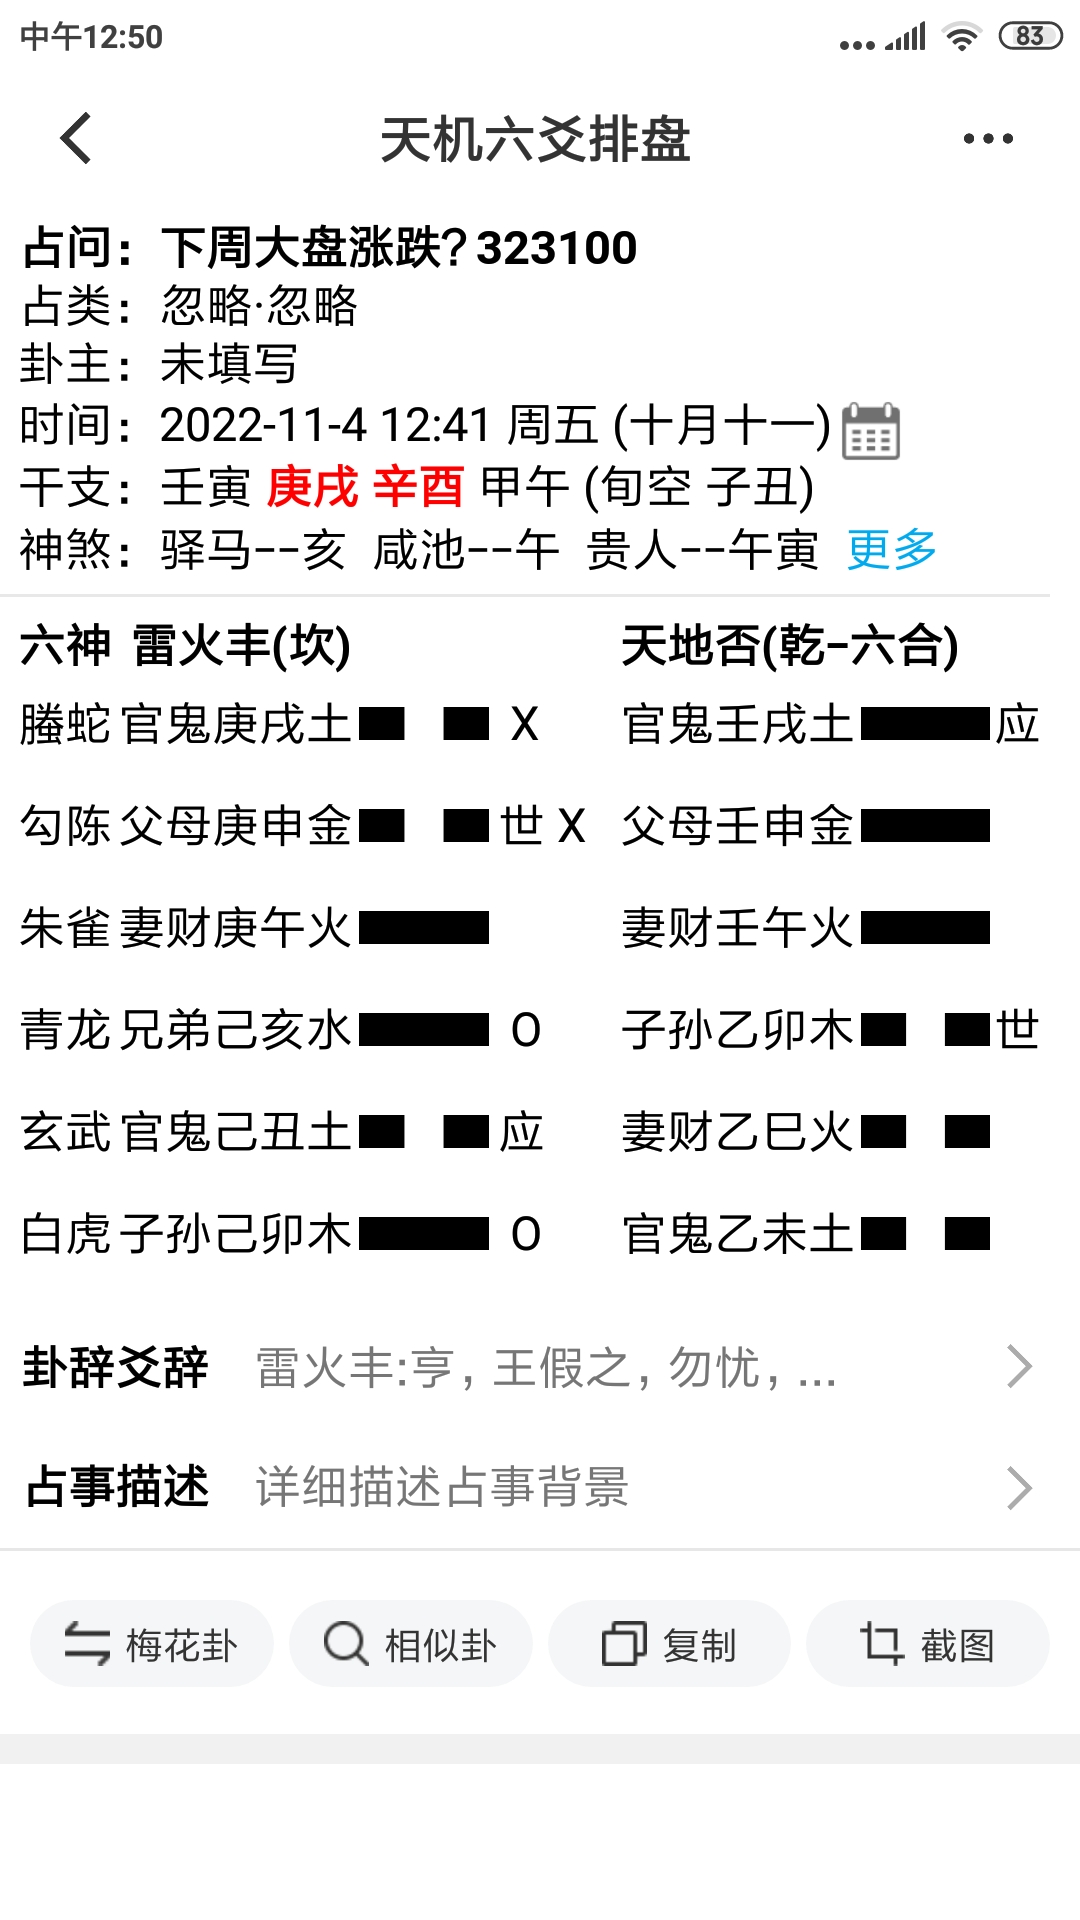 中午12:50
83
天机六爻排盘
占问：下周大盘涨跌？323100
占类：忽略·忽略
卦主：未填写
时间：2022-11-4 12:41 周五 (十月十一)
干支：壬寅 庚戌 辛酉 甲午 (旬空 子丑)
神煞：驿马--亥 咸池--午 贵人--午寅 更多
六神 雷火丰(坎) 天地否(乾-六合)
螣蛇 官鬼庚戌土 X 官鬼壬戌土 应
勾陈 父母庚申金 世 X 父母壬申金
朱雀 妻财庚午火 妻财壬午火
青龙 兄弟己亥水 O 子孙乙卯木 世
玄武 官鬼己丑土 应 妻财乙巳火
白虎 子孙己卯木 O 官鬼乙未土
卦辞爻辞 雷火丰:亨，王假之，勿忧，...
占事描述 详细描述占事背景
梅花卦 相似卦 复制 截图